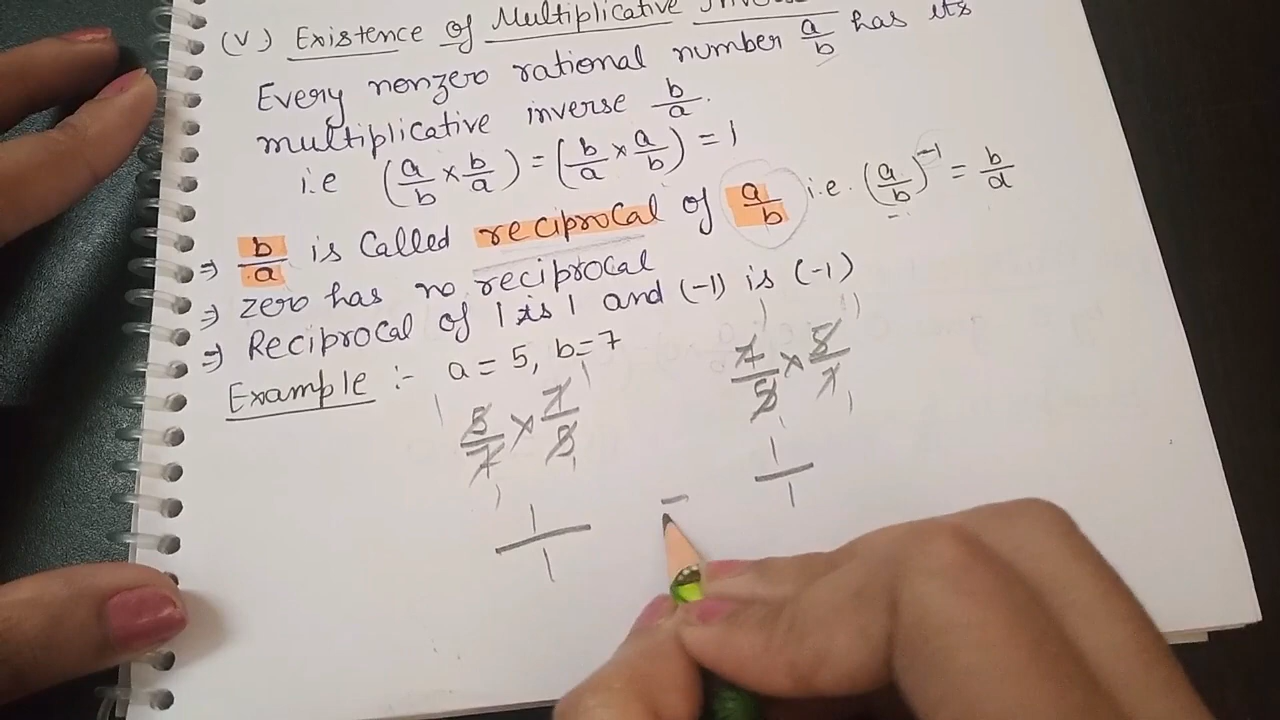 (V) Existence of Multiplicative
Every nonzero rational number a/b has its
multiplicative inverse b/a.
i.e (a/b × b/a) = (b/a × a/b) = 1
⇒ b/a is called reciprocal of a/b i.e. (a/b)^-1 = b/a
⇒ zero has no reciprocal
⇒ Reciprocal of 1 is 1 and (-1) is (-1)
Example :- a = 5, b = 7
5/7 × 7/5 7/5 × 5/7
1/1 1/1